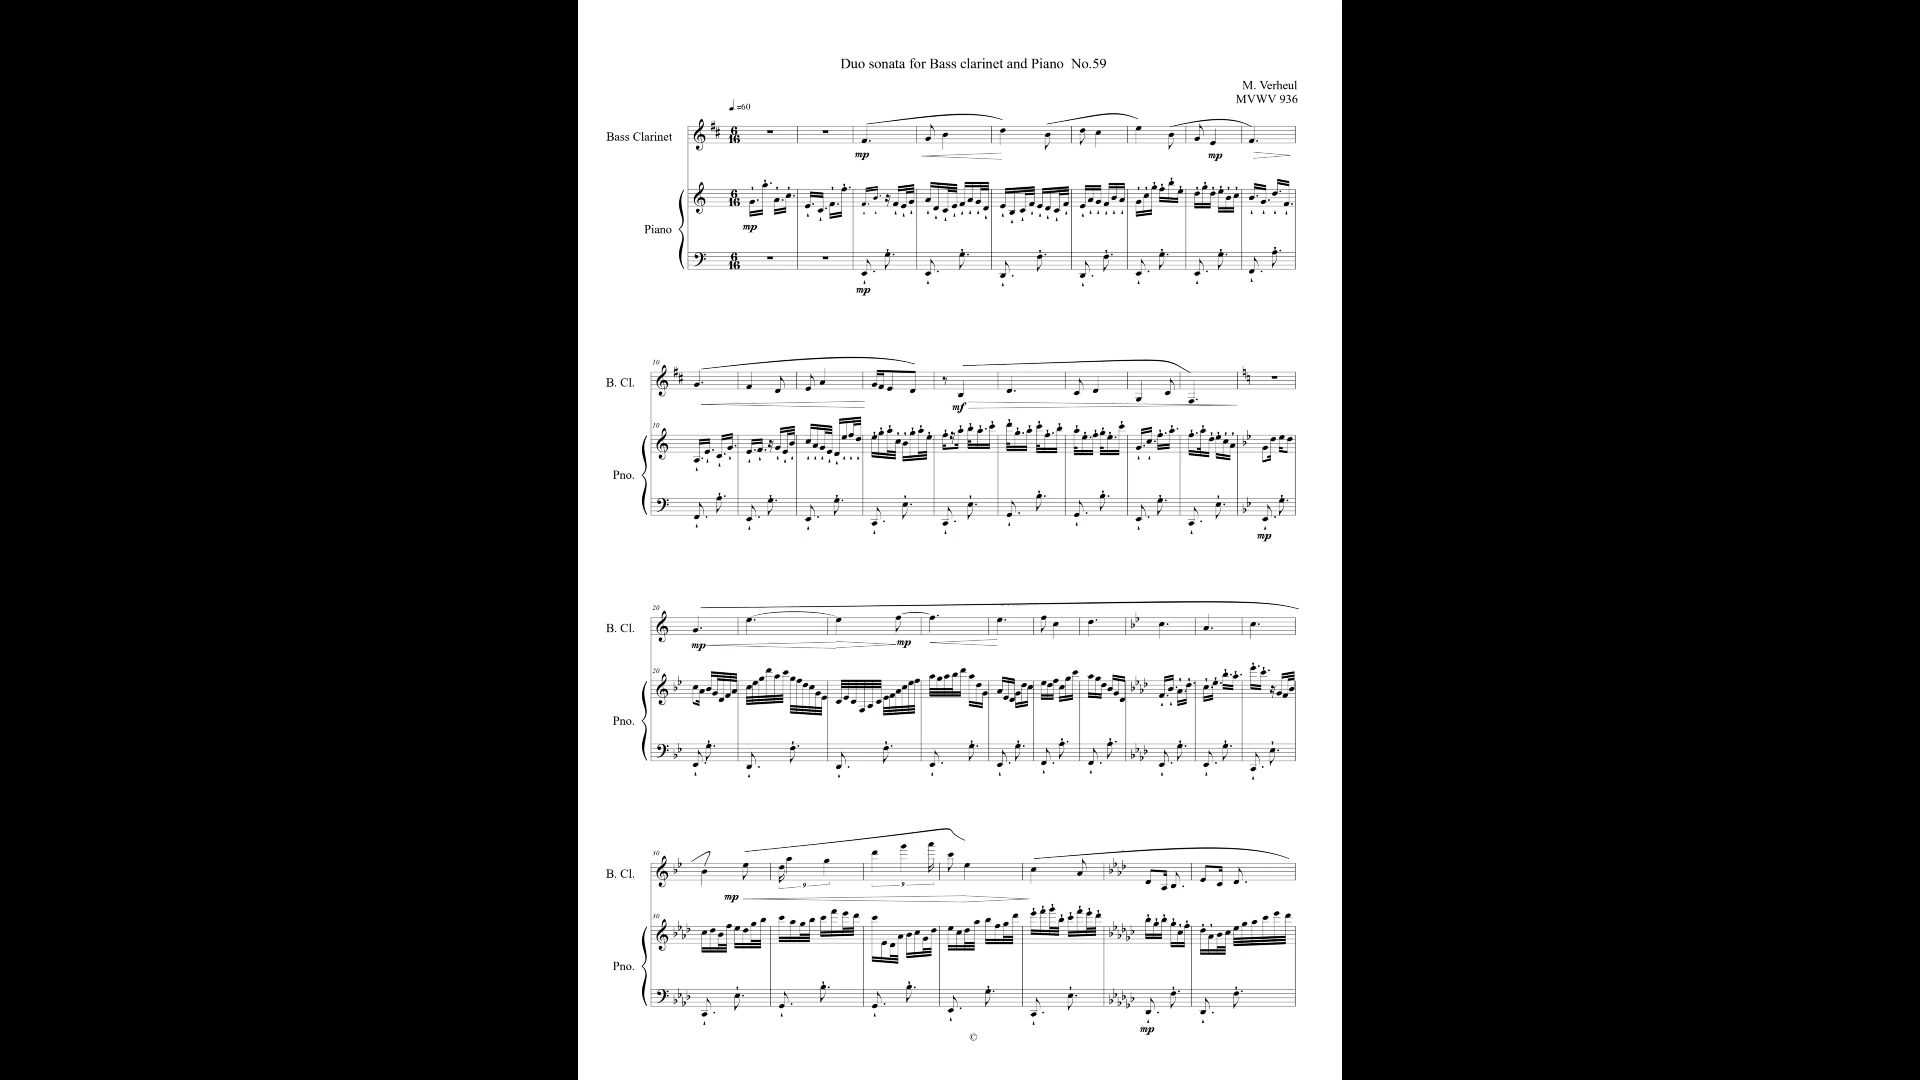 Duo sonata for Bass clarinet and Piano No.59
M. Verheul
MVWV 936
=60
Bass Clarinet
6
16
mp
mp
Piano
6
16
mp
6
16
mp
10
B. Cl.
mf
10
Pno.
mp
20
B. Cl.
mp
mp
20
Pno.
30
B. Cl.
9
9
mp
30
Pno.
mp
©